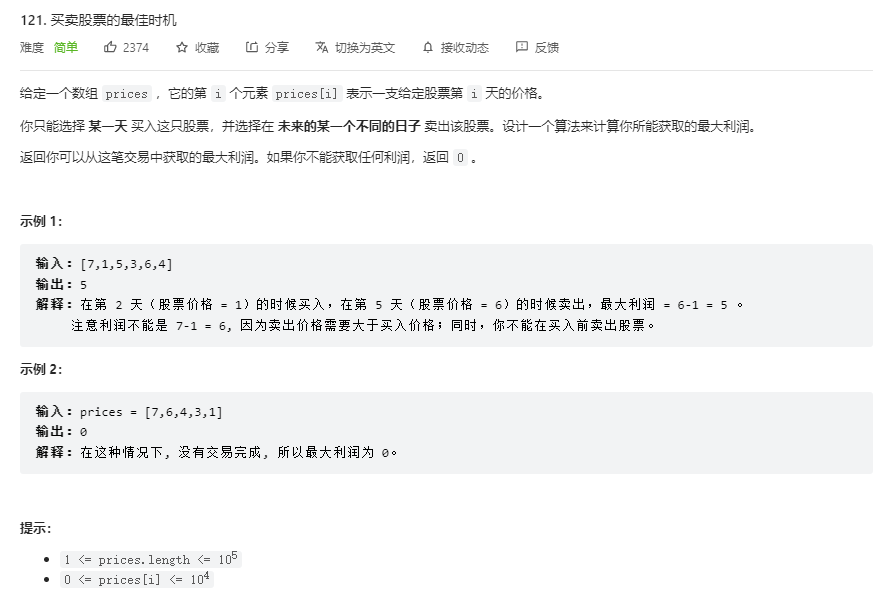 121. 买卖股票的最佳时机
难度 简单 2374 收藏 分享 切换为英文 接收动态 反馈
给定一个数组 prices ，它的第 i 个元素 prices[i] 表示一支给定股票第 i 天的价格。
你只能选择 某一天 买入这只股票，并选择在 未来的某一个不同的日子 卖出该股票。设计一个算法来计算你所能获取的最大利润。
返回你可以从这笔交易中获取的最大利润。如果你不能获取任何利润，返回 0 。
示例 1：
输入：[7,1,5,3,6,4]
输出：5
解释：在第 2 天（股票价格 = 1）的时候买入，在第 5 天（股票价格 = 6）的时候卖出，最大利润 = 6-1 = 5 。
注意利润不能是 7-1 = 6, 因为卖出价格需要大于买入价格；同时，你不能在买入前卖出股票。
示例 2：
输入：prices = [7,6,4,3,1]
输出：0
解释：在这种情况下, 没有交易完成, 所以最大利润为 0。
提示：
• 1 <= prices.length <= 10⁵
• 0 <= prices[i] <= 10⁴